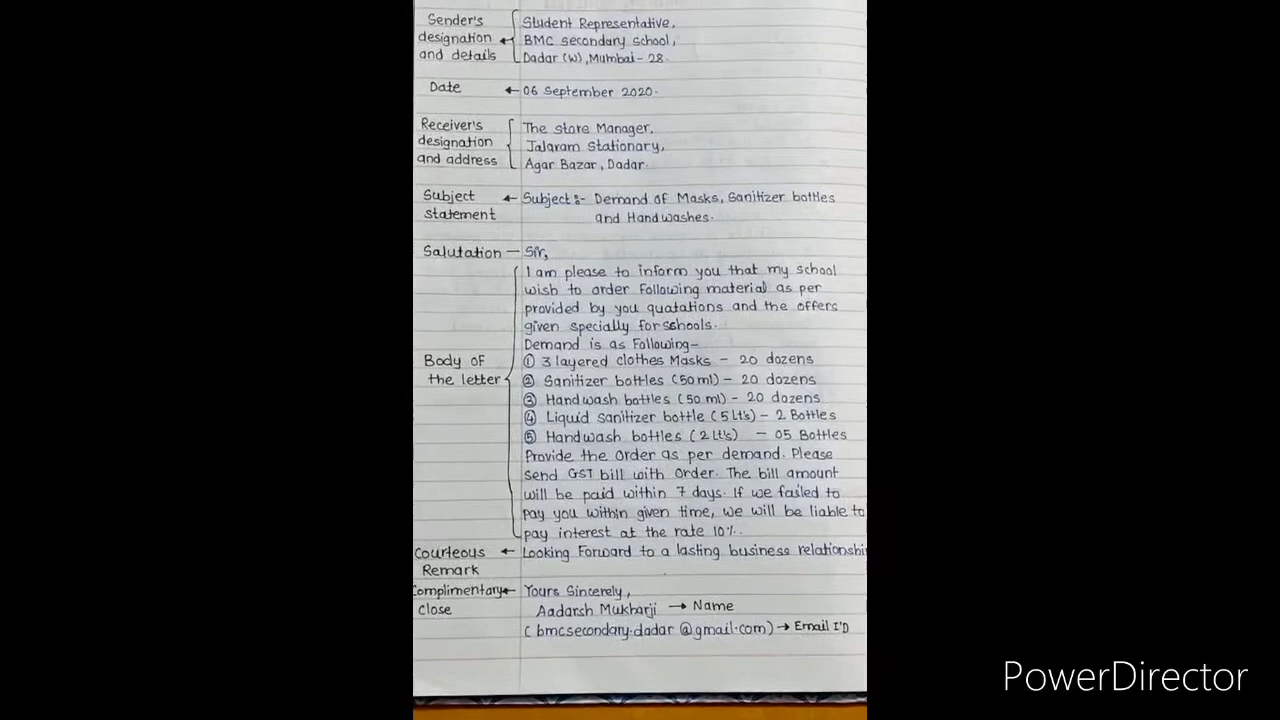 Sender's
designation
and details
Student Representative,
BMC secondary school,
Dadar (W), Mumbai - 28.
Date
06 September 2020.
Receiver's
designation
and address
The store Manager,
Jalaram Stationary,
Agar Bazar, Dadar.
Subject
statement
Subject :- Demand of Masks, Sanitizer bottles
and Handwashes.
Salutation — Sir,
Body of
the letter
I am please to inform you that my school
wish to order following material as per
provided by you quatations and the offers
given specially for schools.
Demand is as Following-
① 3 layered clothes Masks - 20 dozens
② Sanitizer bottles (50 ml) - 20 dozens
③ Handwash bottles (50 ml) - 20 dozens
④ Liquid sanitizer bottle (5 Lt's) - 2 Bottles
⑤ Handwash bottles (2 Lt's) - 05 Bottles
Provide the order as per demand. Please
send GST bill with order. The bill amount
will be paid within 7 days. If we failed to
pay you within given time, we will be liable to
pay interest at the rate 10%.
Courteous
Remark
Looking Forward to a lasting business relationshi
Complimentary
close
Yours Sincerely,
Aadarsh Mukharji → Name
(bmcsecondary.dadar@gmail.com) → Email I'D
PowerDirector